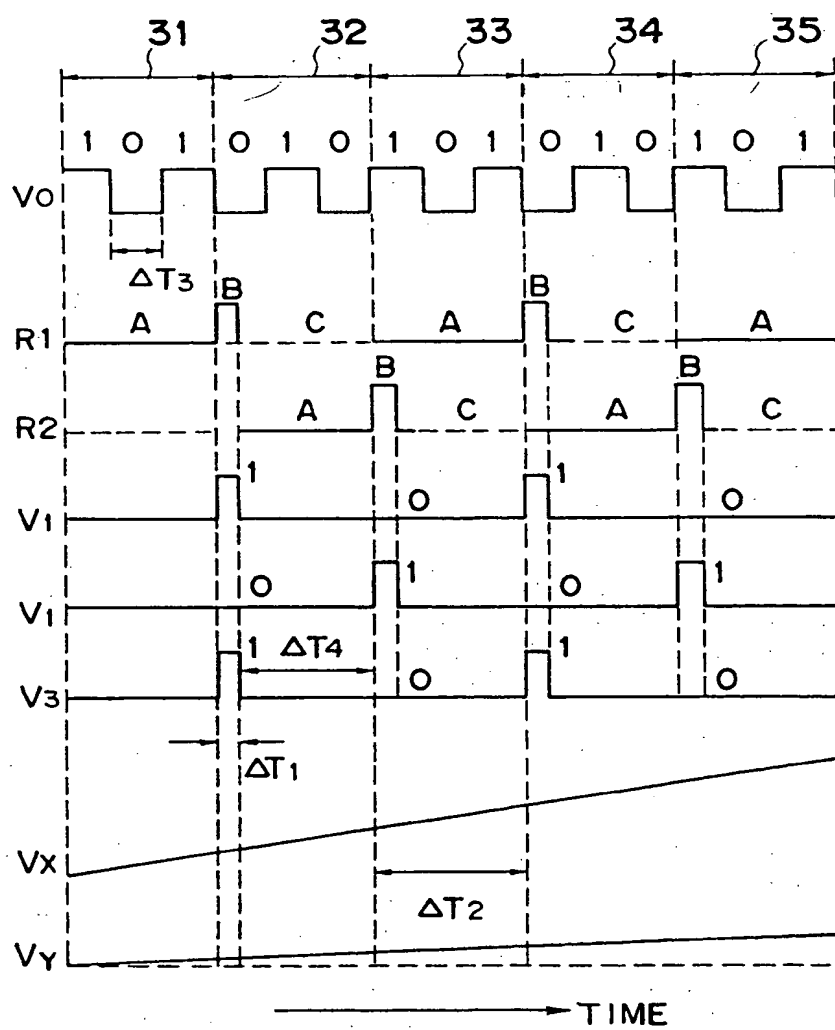 31 32 33 34 35
1 0 1 0 1 0 1 0 1 0 1 0 1 0 1
V0
ΔT3
B B
R1 A C A C A
B B
R2 A C A C
1 1
V1 0 0
1 1
V1 0 0
1 ΔT4 1
V3 0 0
ΔT1
VX
ΔT2
VY
TIME